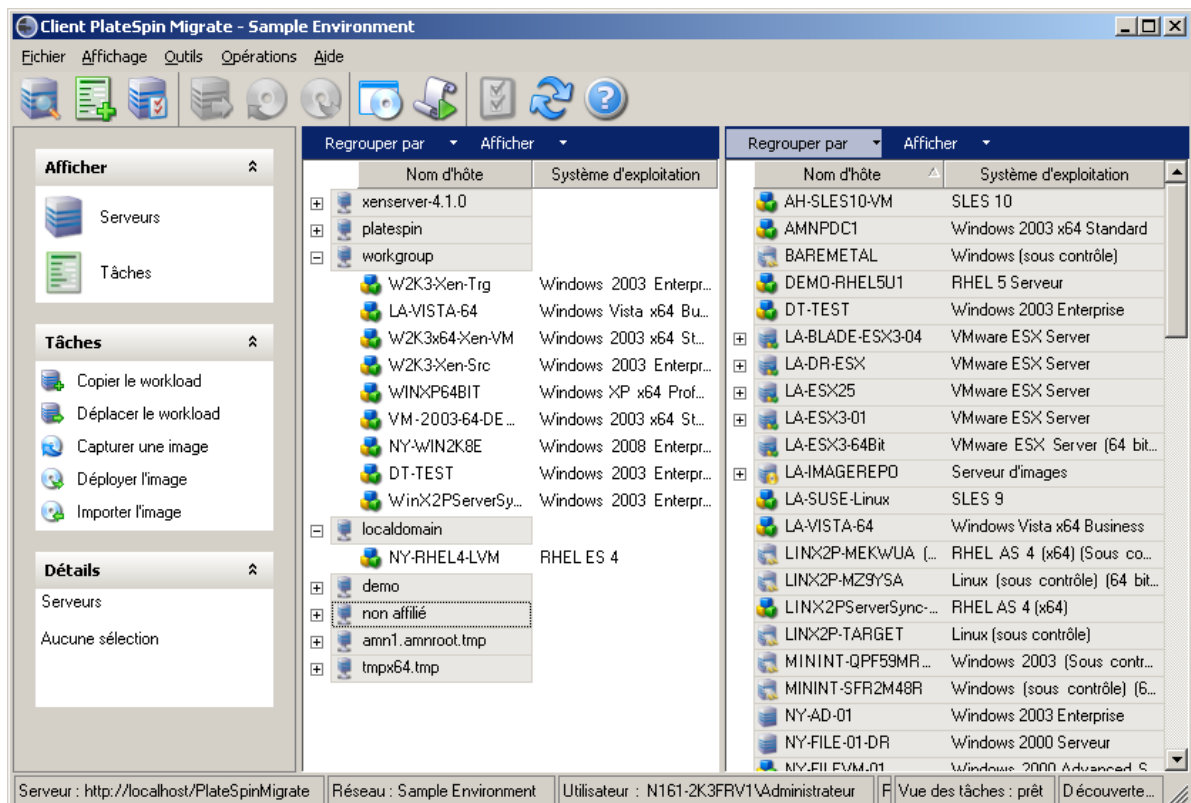 Client PlateSpin Migrate - Sample Environment
Fichier Affichage Outils Opérations Aide
Afficher
Serveurs
Tâches
Tâches
Copier le workload
Déplacer le workload
Capturer une image
Déployer l'image
Importer l'image
Détails
Serveurs
Aucune sélection
Regrouper par Afficher
Nom d'hôte Système d'exploitation
xenserver-4.1.0
platespin
workgroup
W2K3-Xen-Trg Windows 2003 Enterpr...
LA-VISTA-64 Windows Vista x64 Bu...
W2K3x64-Xen-VM Windows 2003 x64 St...
W2K3-Xen-Src Windows 2003 Enterpr...
WINXP64BIT Windows XP x64 Prof...
VM-2003-64-DE... Windows 2003 x64 St...
NY-WIN2K8E Windows 2008 Enterpr...
DT-TEST Windows 2003 Enterpr...
WinX2PServerSy... Windows 2003 Enterpr...
localdomain
NY-RHEL4-LVM RHEL ES 4
demo
non affilié
amn1.amnroot.tmp
tmpx64.tmp
Regrouper par Afficher
Nom d'hôte Système d'exploitation
AH-SLES10-VM SLES 10
AMNPDC1 Windows 2003 x64 Standard
BAREMETAL Windows (sous contrôle)
DEMO-RHEL5U1 RHEL 5 Serveur
DT-TEST Windows 2003 Enterprise
LA-BLADE-ESX3-04 VMware ESX Server
LA-DR-ESX VMware ESX Server
LA-ESX25 VMware ESX Server
LA-ESX3-01 VMware ESX Server
LA-ESX3-64Bit VMware ESX Server (64 bit...
LA-IMAGEREPO Serveur d'images
LA-SUSE-Linux SLES 9
LA-VISTA-64 Windows Vista x64 Business
LINX2P-MEKWUA (... RHEL AS 4 (x64) (Sous co...
LINX2P-MZ9YSA Linux (sous contrôle) (64 bit...
LINX2PServerSync-... RHEL AS 4 (x64)
LINX2P-TARGET Linux (sous contrôle)
MININT-QPF59MR... Windows 2003 (Sous contr...
MININT-SFR2M48R Windows (sous contrôle) (6...
NY-AD-01 Windows 2003 Enterprise
NY-FILE-01-DR Windows 2000 Serveur
NY-FILEVM-01 Windows 2000 Advanced S
Serveur : http://localhost/PlateSpinMigrate Réseau : Sample Environment Utilisateur : N161-2K3FRV1\Administrateur F Vue des tâches : prêt Découverte...